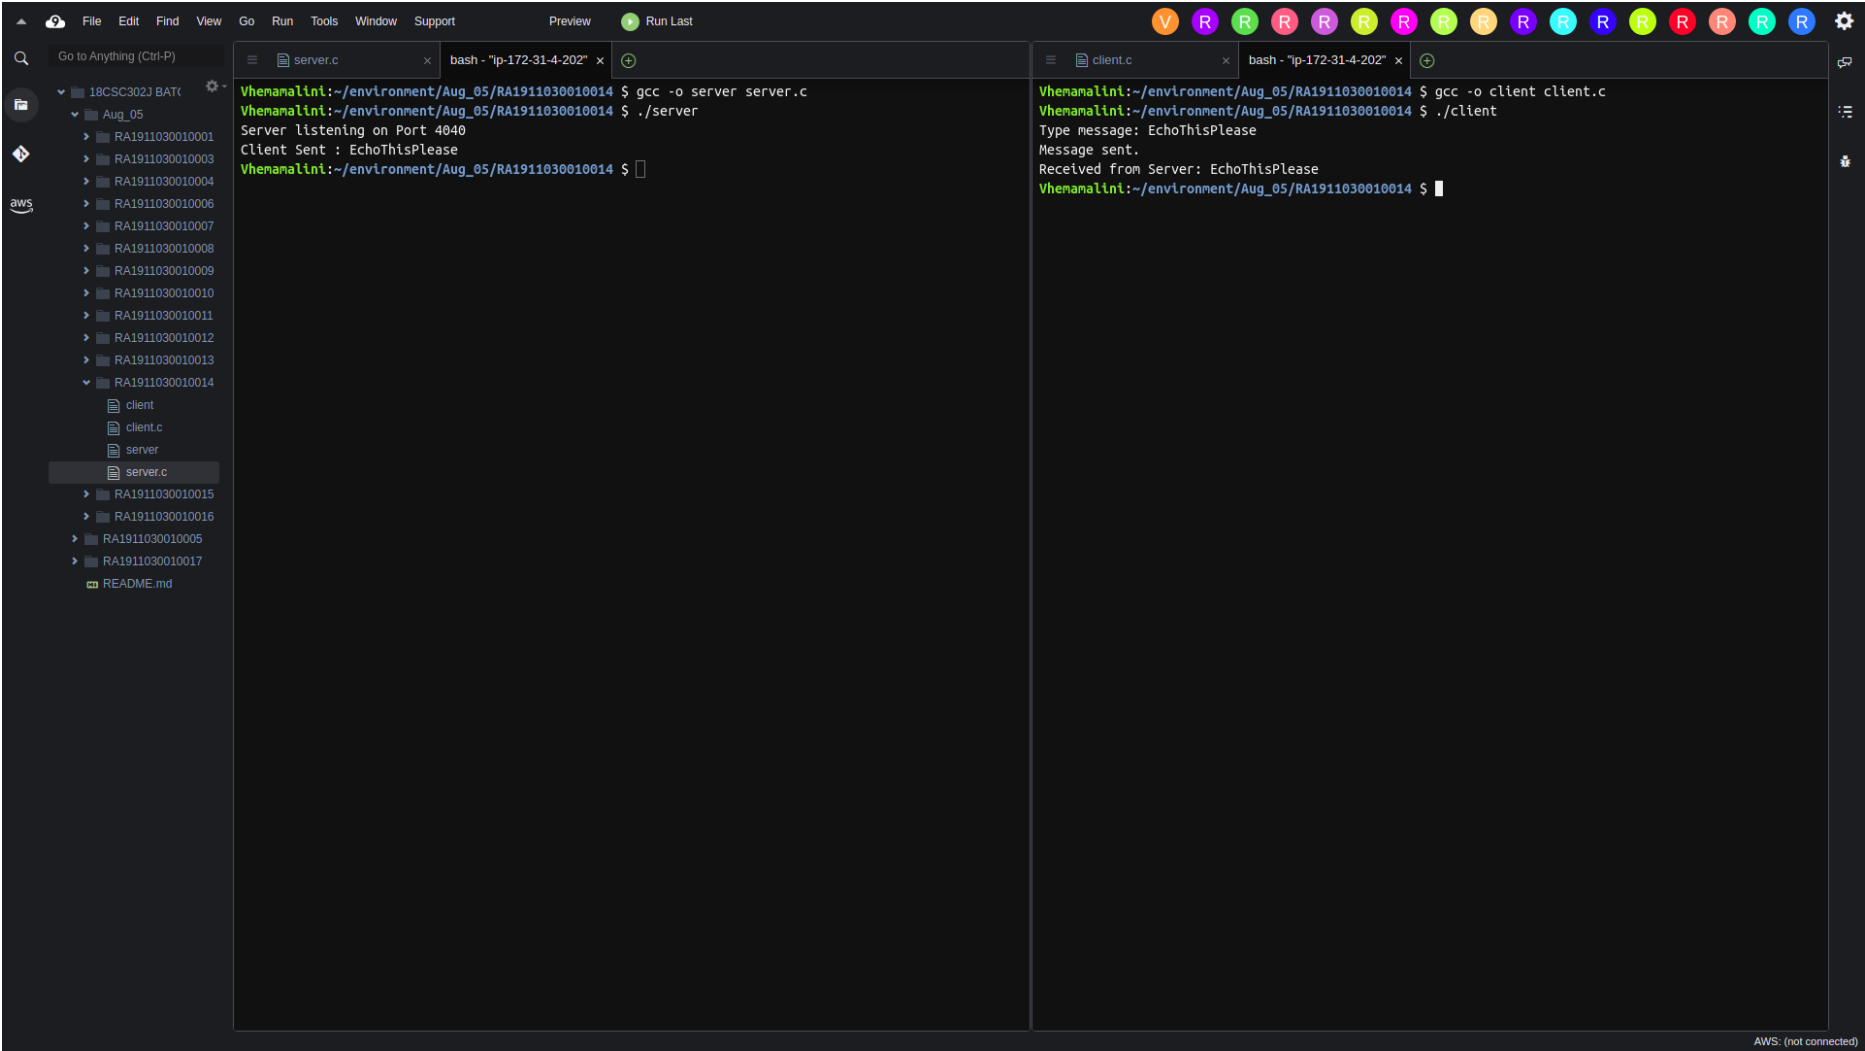 9 File Edit Find View Go Run Tools Window Support Preview Run Last V R R R R R R R R R R R R R R R R
Go to Anything (Ctrl-P)
18CSC302J BATC
Aug_05
RA1911030010001
RA1911030010003
RA1911030010004
RA1911030010006
RA1911030010007
RA1911030010008
RA1911030010009
RA1911030010010
RA1911030010011
RA1911030010012
RA1911030010013
RA1911030010014
client
client.c
server
server.c
RA1911030010015
RA1911030010016
RA1911030010005
RA1911030010017
README.md
aws
server.c bash - "ip-172-31-4-202"
Vhemamalini:~/environment/Aug_05/RA1911030010014 $ gcc -o server server.c
Vhemamalini:~/environment/Aug_05/RA1911030010014 $ ./server
Server listening on Port 4040
Client Sent : EchoThisPlease
Vhemamalini:~/environment/Aug_05/RA1911030010014 $
client.c bash - "ip-172-31-4-202"
Vhemamalini:~/environment/Aug_05/RA1911030010014 $ gcc -o client client.c
Vhemamalini:~/environment/Aug_05/RA1911030010014 $ ./client
Type message: EchoThisPlease
Message sent.
Received from Server: EchoThisPlease
Vhemamalini:~/environment/Aug_05/RA1911030010014 $
AWS: (not connected)